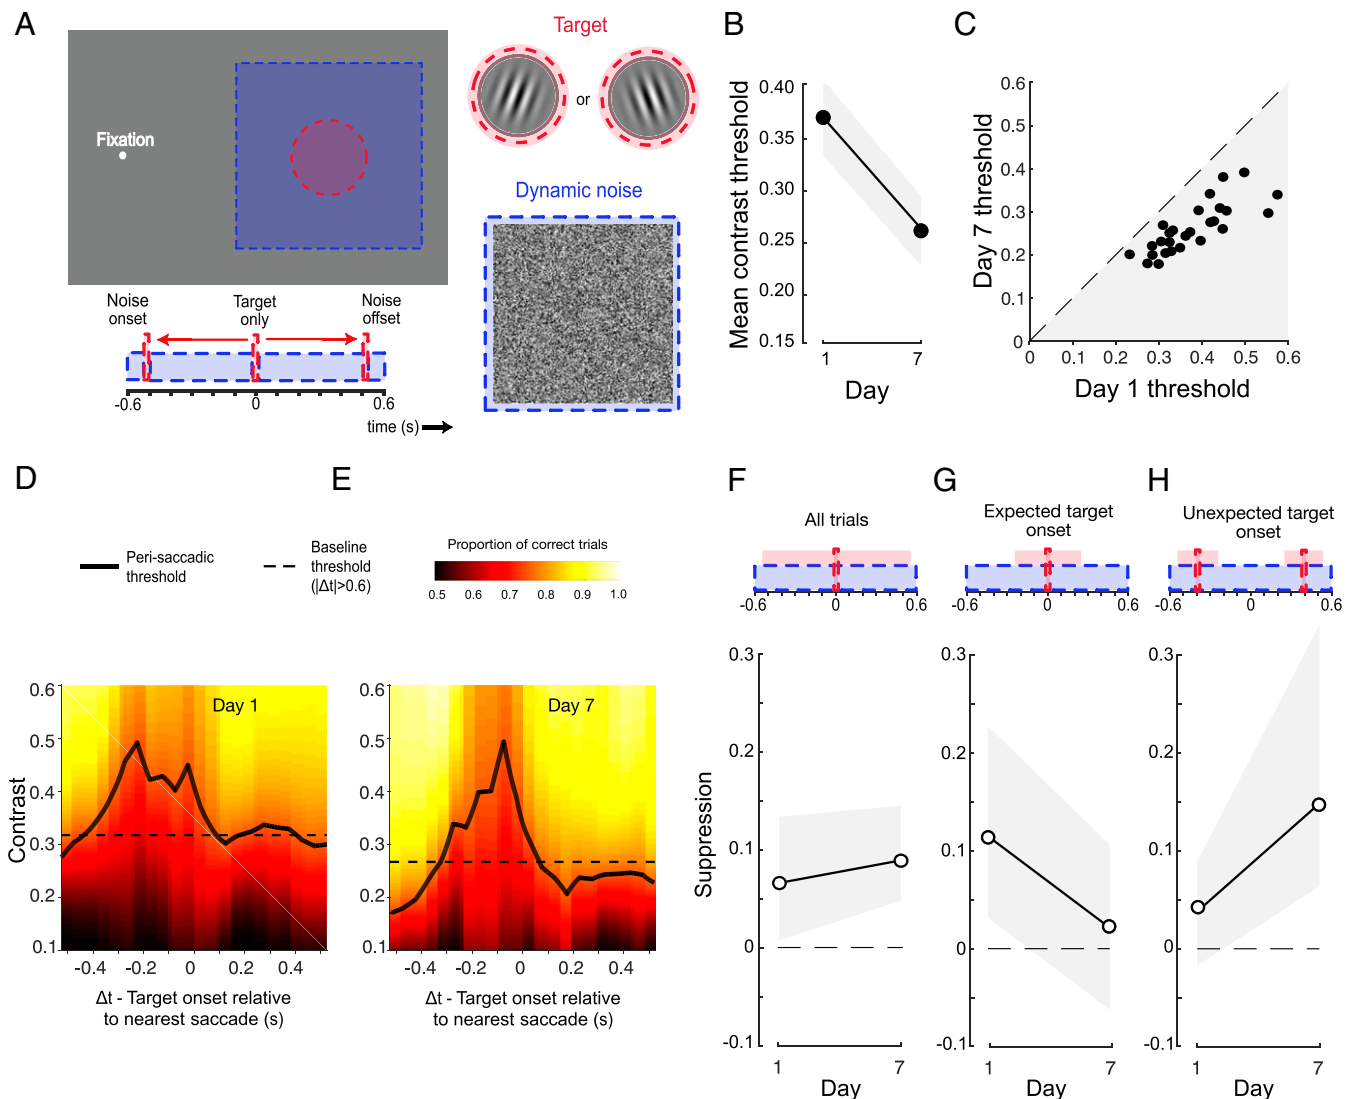 A
Fixation
Noise
onset
Target
only
Noise
offset
-0.6
0
0.6
time (s)
Target
or
Dynamic noise
B
Mean contrast threshold
0.40
0.35
0.30
0.25
0.20
0.15
1
7
Day
C
Day 7 threshold
0.6
0.5
0.4
0.3
0.2
0.1
0
0
0.1
0.2
0.3
0.4
0.5
0.6
Day 1 threshold
D
Peri-saccadic
threshold
Baseline
threshold
(|Δt|>0.6)
E
Proportion of correct trials
0.5
0.6
0.7
0.8
0.9
1.0
Contrast
0.6
0.5
0.4
0.3
0.2
0.1
Day 1
-0.4
-0.2
0
0.2
0.4
Δt - Target onset relative
to nearest saccade (s)
0.6
0.5
0.4
0.3
0.2
0.1
Day 7
-0.4
-0.2
0
0.2
0.4
Δt - Target onset relative
to nearest saccade (s)
F
All trials
-0.6
0
0.6
Suppression
0.3
0.2
0.1
0
-0.1
1
7
Day
G
Expected target
onset
-0.6
0
0.6
0.3
0.2
0.1
0
-0.1
1
7
Day
H
Unexpected target
onset
-0.6
0
0.6
0.3
0.2
0.1
0
-0.1
1
7
Day